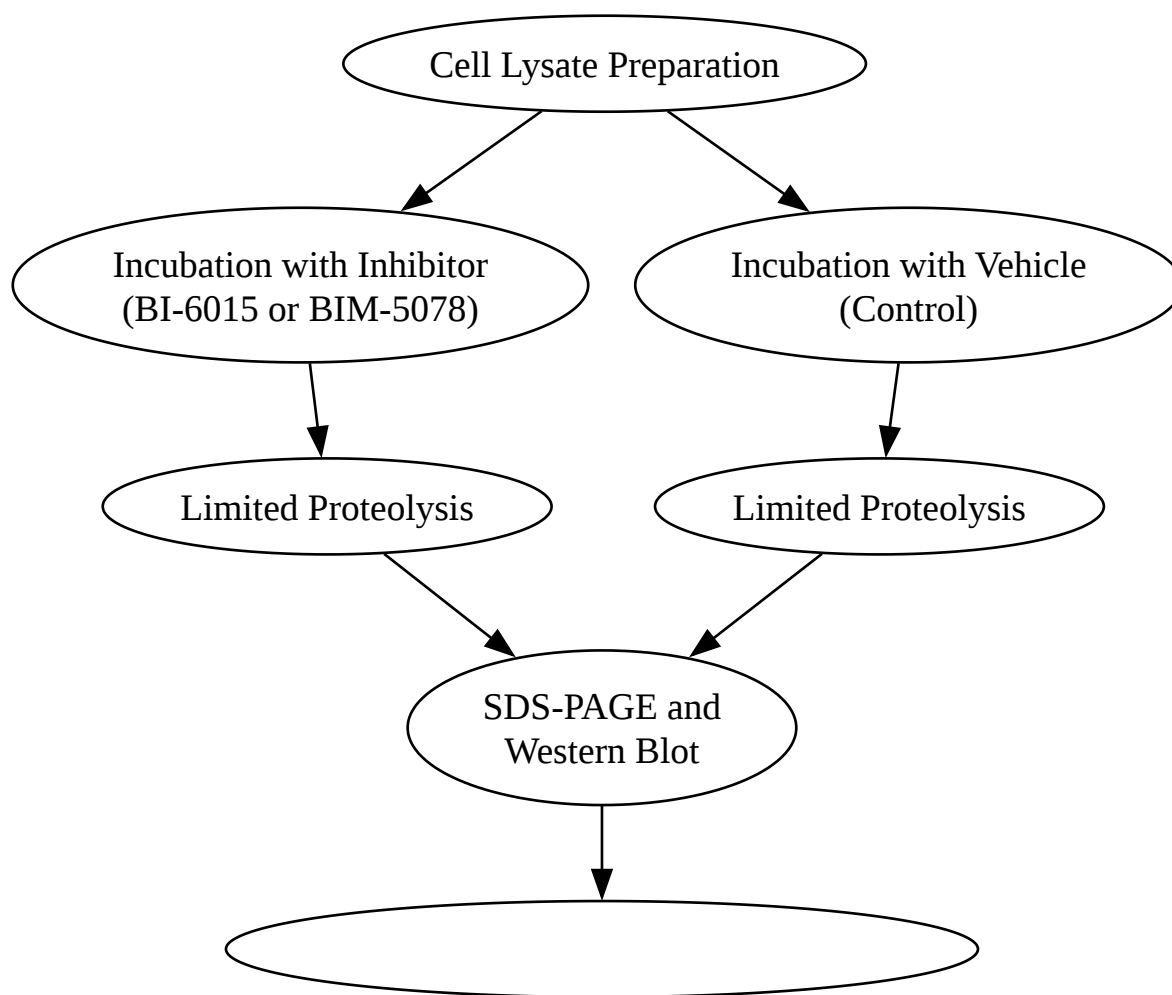 Cell Lysate Preparation
Incubation with Inhibitor
(BI-6015 or BIM-5078)
Incubation with Vehicle
(Control)
Limited Proteolysis
Limited Proteolysis
SDS-PAGE and
Western Blot